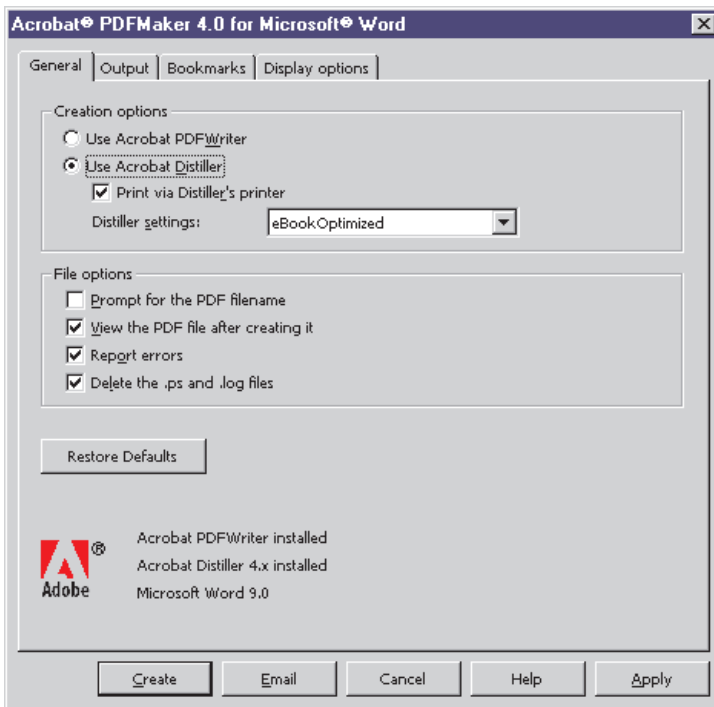 Acrobat® PDFMaker 4.0 for Microsoft® Word
General Output Bookmarks Display options
Creation options
Use Acrobat PDFWriter
Use Acrobat Distiller
Print via Distiller's printer
Distiller settings: eBookOptimized
File options
Prompt for the PDF filename
View the PDF file after creating it
Report errors
Delete the .ps and .log files
Restore Defaults
Acrobat PDFWriter installed
Acrobat Distiller 4.x installed
Microsoft Word 9.0
® Adobe
Create Email Cancel Help Apply